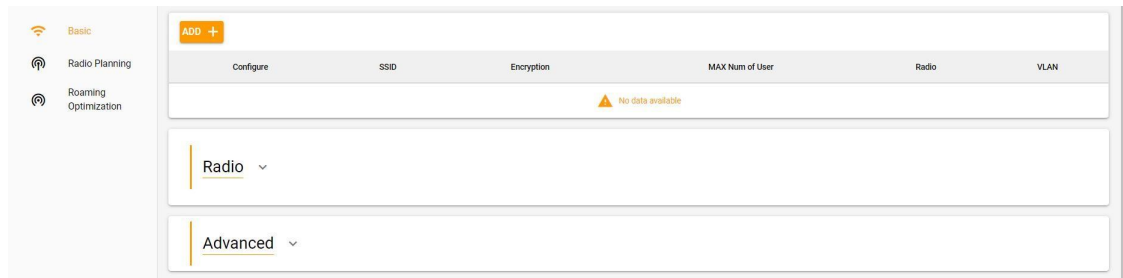 Basic
Radio Planning
Roaming
Optimization
ADD +
Configure SSID Encryption MAX Num of User Radio VLAN
No data available
Radio
Advanced